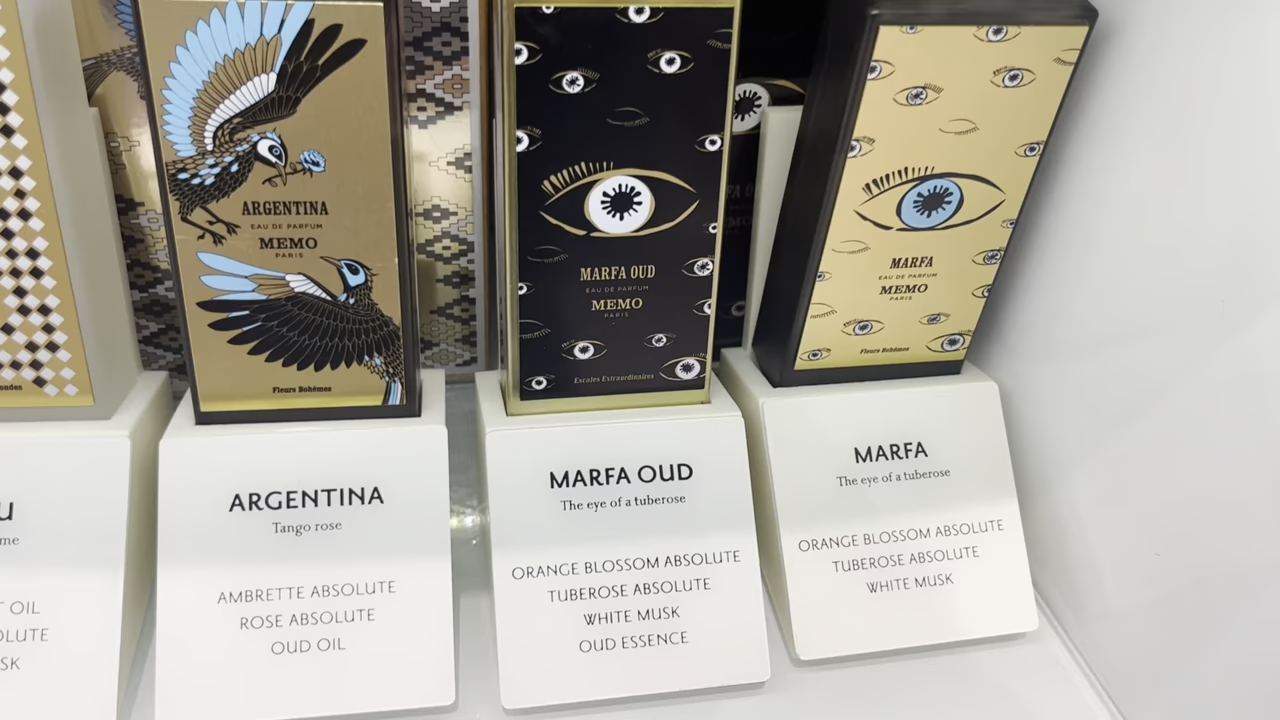 ARGENTINA
EAU DE PARFUM
MEMO
PARIS
Fleurs Bohèmes
MARFA OUD
EAU DE PARFUM
MEMO
PARIS
Escales Extraordinaires
MARFA
EAU DE PARFUM
MEMO
PARIS
Fleurs Bohèmes
ARGENTINA
Tango rose
AMBRETTE ABSOLUTE
ROSE ABSOLUTE
OUD OIL
MARFA OUD
The eye of a tuberose
ORANGE BLOSSOM ABSOLUTE
TUBEROSE ABSOLUTE
WHITE MUSK
OUD ESSENCE
MARFA
The eye of a tuberose
ORANGE BLOSSOM ABSOLUTE
TUBEROSE ABSOLUTE
WHITE MUSK
OIL